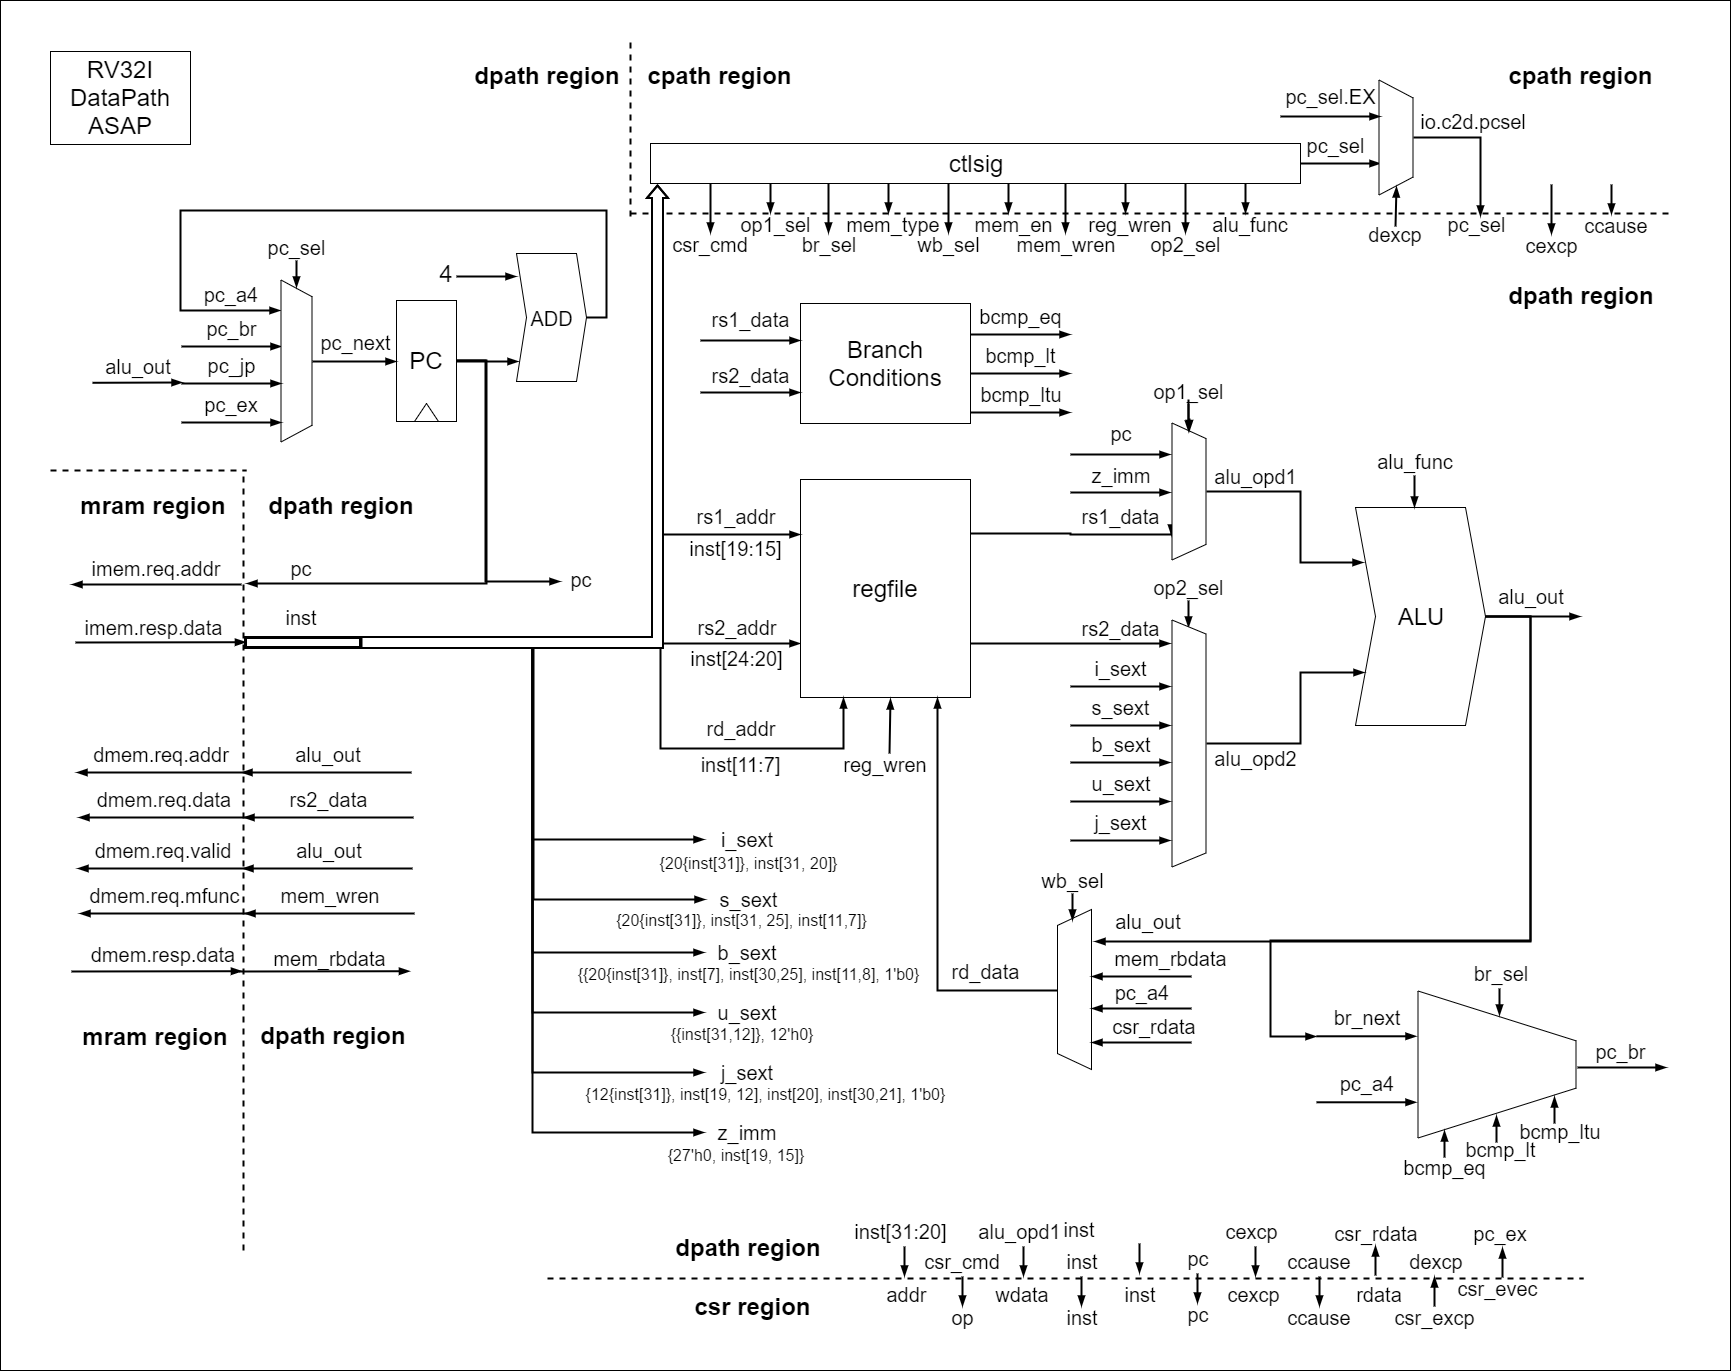 RV32I
DataPath
ASAP
dpath region
cpath region
cpath region
pc_sel.EX
io.c2d.pcsel
ctlsig
pc_sel
op1_sel
mem_type
mem_en
reg_wren
alu_func
csr_cmd
br_sel
wb_sel
mem_wren
op2_sel
dexcp
pc_sel
cexcp
ccause
dpath region
pc_sel
4
ADD
pc_a4
pc_br
pc_next
PC
alu_out
pc_jp
pc_ex
rs1_data
rs2_data
Branch
Conditions
bcmp_eq
bcmp_lt
bcmp_ltu
op1_sel
pc
z_imm
rs1_data
alu_opd1
alu_func
mram region
dpath region
imem.req.addr
pc
pc
imem.resp.data
inst
rs1_addr
inst[19:15]
regfile
rs2_addr
inst[24:20]
rd_addr
inst[11:7]
reg_wren
op2_sel
rs2_data
i_sext
s_sext
b_sext
u_sext
j_sext
alu_opd2
ALU
alu_out
dmem.req.addr
alu_out
dmem.req.data
rs2_data
dmem.req.valid
alu_out
dmem.req.mfunc
mem_wren
dmem.resp.data
mem_rbdata
mram region
dpath region
i_sext
{20{inst[31]}, inst[31, 20]}
s_sext
{20{inst[31]}, inst[31, 25], inst[11,7]}
b_sext
{{20{inst[31]}, inst[7], inst[30,25], inst[11,8], 1'b0}
u_sext
{{inst[31,12]}, 12'h0}
j_sext
{12{inst[31]}, inst[19, 12], inst[20], inst[30,21], 1'b0}
z_imm
{27'h0, inst[19, 15]}
wb_sel
rd_data
alu_out
mem_rbdata
pc_a4
csr_rdata
br_sel
br_next
pc_a4
pc_br
bcmp_ltu
bcmp_lt
bcmp_eq
dpath region
inst[31:20]
csr_cmd
alu_opd1
inst
inst
pc
cexcp
ccause
csr_rdata
dexcp
pc_ex
csr region
addr
op
wdata
inst
inst
pc
cexcp
ccause
rdata
csr_excp
csr_evec